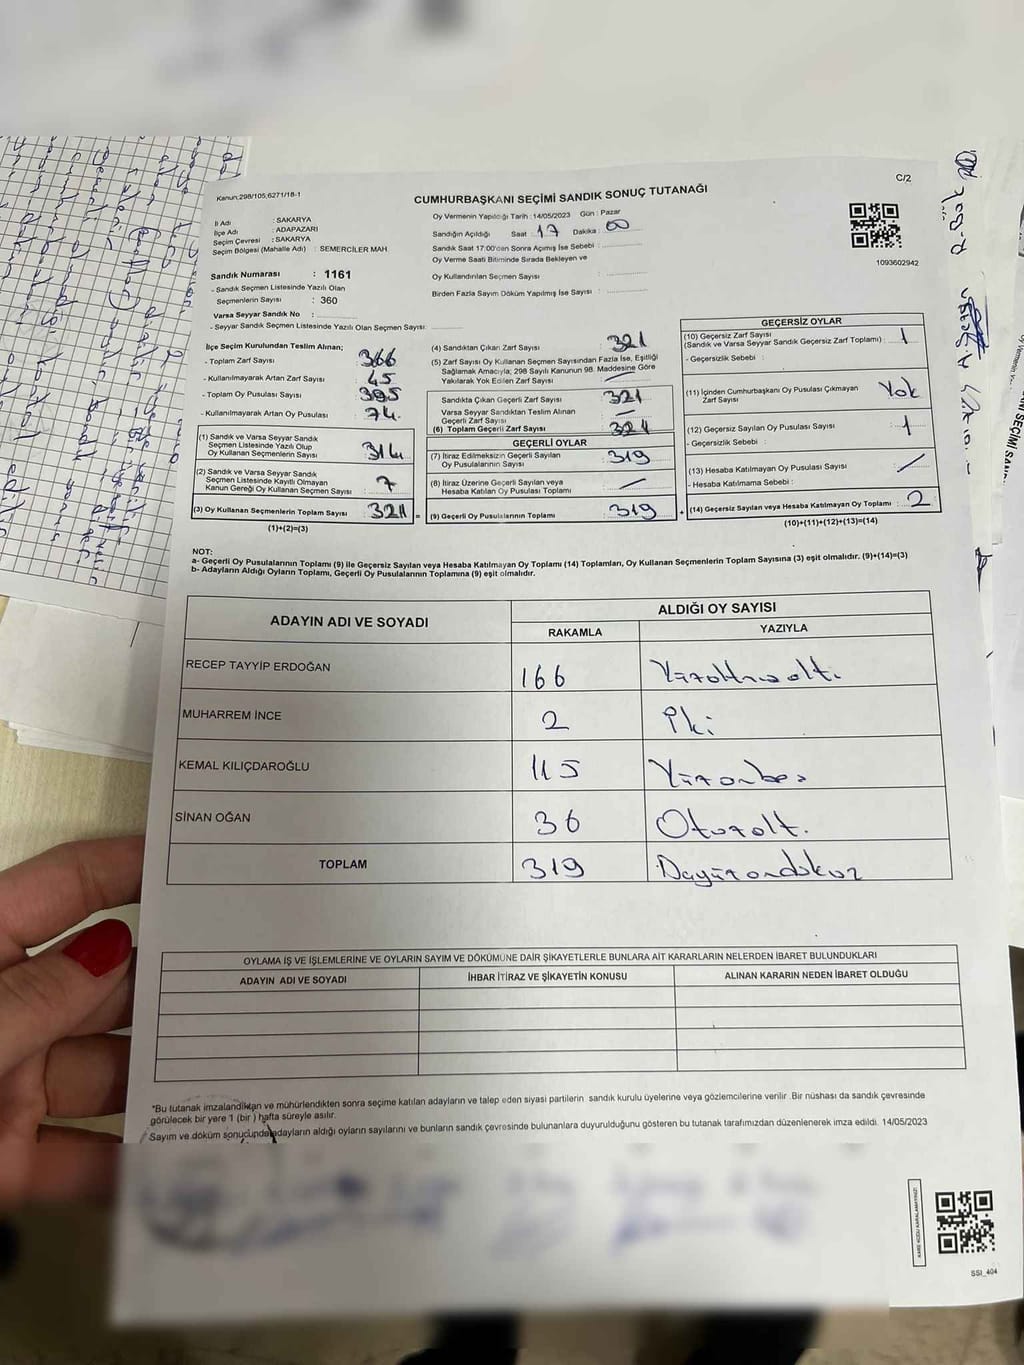 Kanun:298/105,6271/18-1
C/2
CUMHURBAŞKANI SEÇİMİ SANDIK SONUÇ TUTANAĞI
İli Adı : SAKARYA
İlçe Adı : ADAPAZARI
Seçim Çevresi : SAKARYA
Seçim Bölgesi (Mahalle Adı) : SEMERCİLER MAH.
Sandık Numarası : 1161
- Sandık Seçmen Listesinde Yazılı Olan
Seçmenlerin Sayısı : 360
Varsa Seyyar Sandık No :
- Seyyar Sandık Seçmen Listesinde Yazılı Olan Seçmen Sayısı:
Oy Vermenin Yapıldığı Tarih : 14/05/2023 Gün : Pazar
Sandığın Açıldığı Saat : 17 Dakika : 00
Sandık Saat 17:00'den Sonra Açılmış İse Sebebi :
Oy Verme Saati Bitiminde Sırada Bekleyen ve
Oy Kullandırılan Seçmen Sayısı :
Birden Fazla Sayım Döküm Yapılmış İse Sayısı :
1093602942
İlçe Seçim Kurulundan Teslim Alınan;
- Toplam Zarf Sayısı : 366
- Kullanılmayarak Artan Zarf Sayısı : 45
- Toplam Oy Pusulası Sayısı : 395
- Kullanılmayarak Artan Oy Pusulası : 74
(1) Sandık ve Varsa Seyyar Sandık
Seçmen Listesinde Yazılı Olup
Oy Kullanan Seçmenlerin Sayısı : 314
(2) Sandık ve Varsa Seyyar Sandık
Seçmen Listesinde Kayıtlı Olmayan
Kanun Gereği Oy Kullanan Seçmen Sayısı : 7
(3) Oy Kullanan Seçmenlerin Toplam Sayısı : 321
(1)+(2)=(3)
(4) Sandıktan Çıkan Zarf Sayısı : 321
(5) Zarf Sayısı Oy Kullanan Seçmen Sayısından Fazla İse, Eşitliği
Sağlamak Amacıyla; 298 Sayılı Kanunun 98. Maddesine Göre
Yakılarak Yok Edilen Zarf Sayısı :
Sandıkta Çıkan Geçerli Zarf Sayısı : 321
Varsa Seyyar Sandıktan Teslim Alınan
Geçerli Zarf Sayısı : —
(6) Toplam Geçerli Zarf Sayısı : 321
GEÇERLİ OYLAR
(7) İtiraz Edilmeksizin Geçerli Sayılan
Oy Pusulalarının Sayısı : 319
(8) İtiraz Üzerine Geçerli Sayılan veya
Hesaba Katılan Oy Pusulası Toplamı : —
= (9) Geçerli Oy Pusulalarının Toplamı : 319
GEÇERSİZ OYLAR
(10) Geçersiz Zarf Sayısı
(Sandık ve Varsa Seyyar Sandık Geçersiz Zarf Toplamı) : 1
- Geçersizlik Sebebi :
(11) İçinden Cumhurbaşkanı Oy Pusulası Çıkmayan
Zarf Sayısı : Yok
(12) Geçersiz Sayılan Oy Pusulası Sayısı : 1
- Geçersizlik Sebebi :
(13) Hesaba Katılmayan Oy Pusulası Sayısı : /
- Hesaba Katılmama Sebebi :
+ (14) Geçersiz Sayılan veya Hesaba Katılmayan Oy Toplamı : 2
(10)+(11)+(12)+(13)=(14)
NOT:
a- Geçerli Oy Pusulalarının Toplamı (9) ile Geçersiz Sayılan veya Hesaba Katılmayan Oy Toplamı (14) Toplamları, Oy Kullanan Seçmenlerin Toplam Sayısına (3) eşit olmalıdır. (9)+(14)=(3)
b- Adayların Aldığı Oyların Toplamı, Geçerli Oy Pusulalarının Toplamına (9) eşit olmalıdır.
ADAYIN ADI VE SOYADI
ALDIĞI OY SAYISI
RAKAMLA YAZIYLA
RECEP TAYYİP ERDOĞAN 166 Yüzaltmışaltı
MUHARREM İNCE 2 İki
KEMAL KILIÇDAROĞLU 115 Yüzonbeş
SİNAN OĞAN 36 Otuzaltı
TOPLAM 319 Üçyüzondokuz
OYLAMA İŞ VE İŞLEMLERİNE VE OYLARIN SAYIM VE DÖKÜMÜNE DAİR ŞİKAYETLERLE BUNLARA AİT KARARLARIN NELERDEN İBARET BULUNDUKLARI
ADAYIN ADI VE SOYADI İHBAR İTİRAZ VE ŞİKAYETİN KONUSU ALINAN KARARIN NEDEN İBARET OLDUĞU
*Bu tutanak imzalandıktan ve mühürlendikten sonra seçime katılan adayların ve talep eden siyasi partilerin sandık kurulu üyelerine veya gözlemcilerine verilir. Bir nüshası da sandık çevresinde
görülecek bir yere 1 (bir ) hafta süreyle asılır.
Sayım ve döküm sonucunda adayların aldığı oyların sayılarını ve bunların sandık çevresinde bulunanlara duyurulduğunu gösteren bu tutanak tarafımızdan düzenlenerek imza edildi. 14/05/2023
KARE KODU KARALAMAYINIZ!
SSI_404